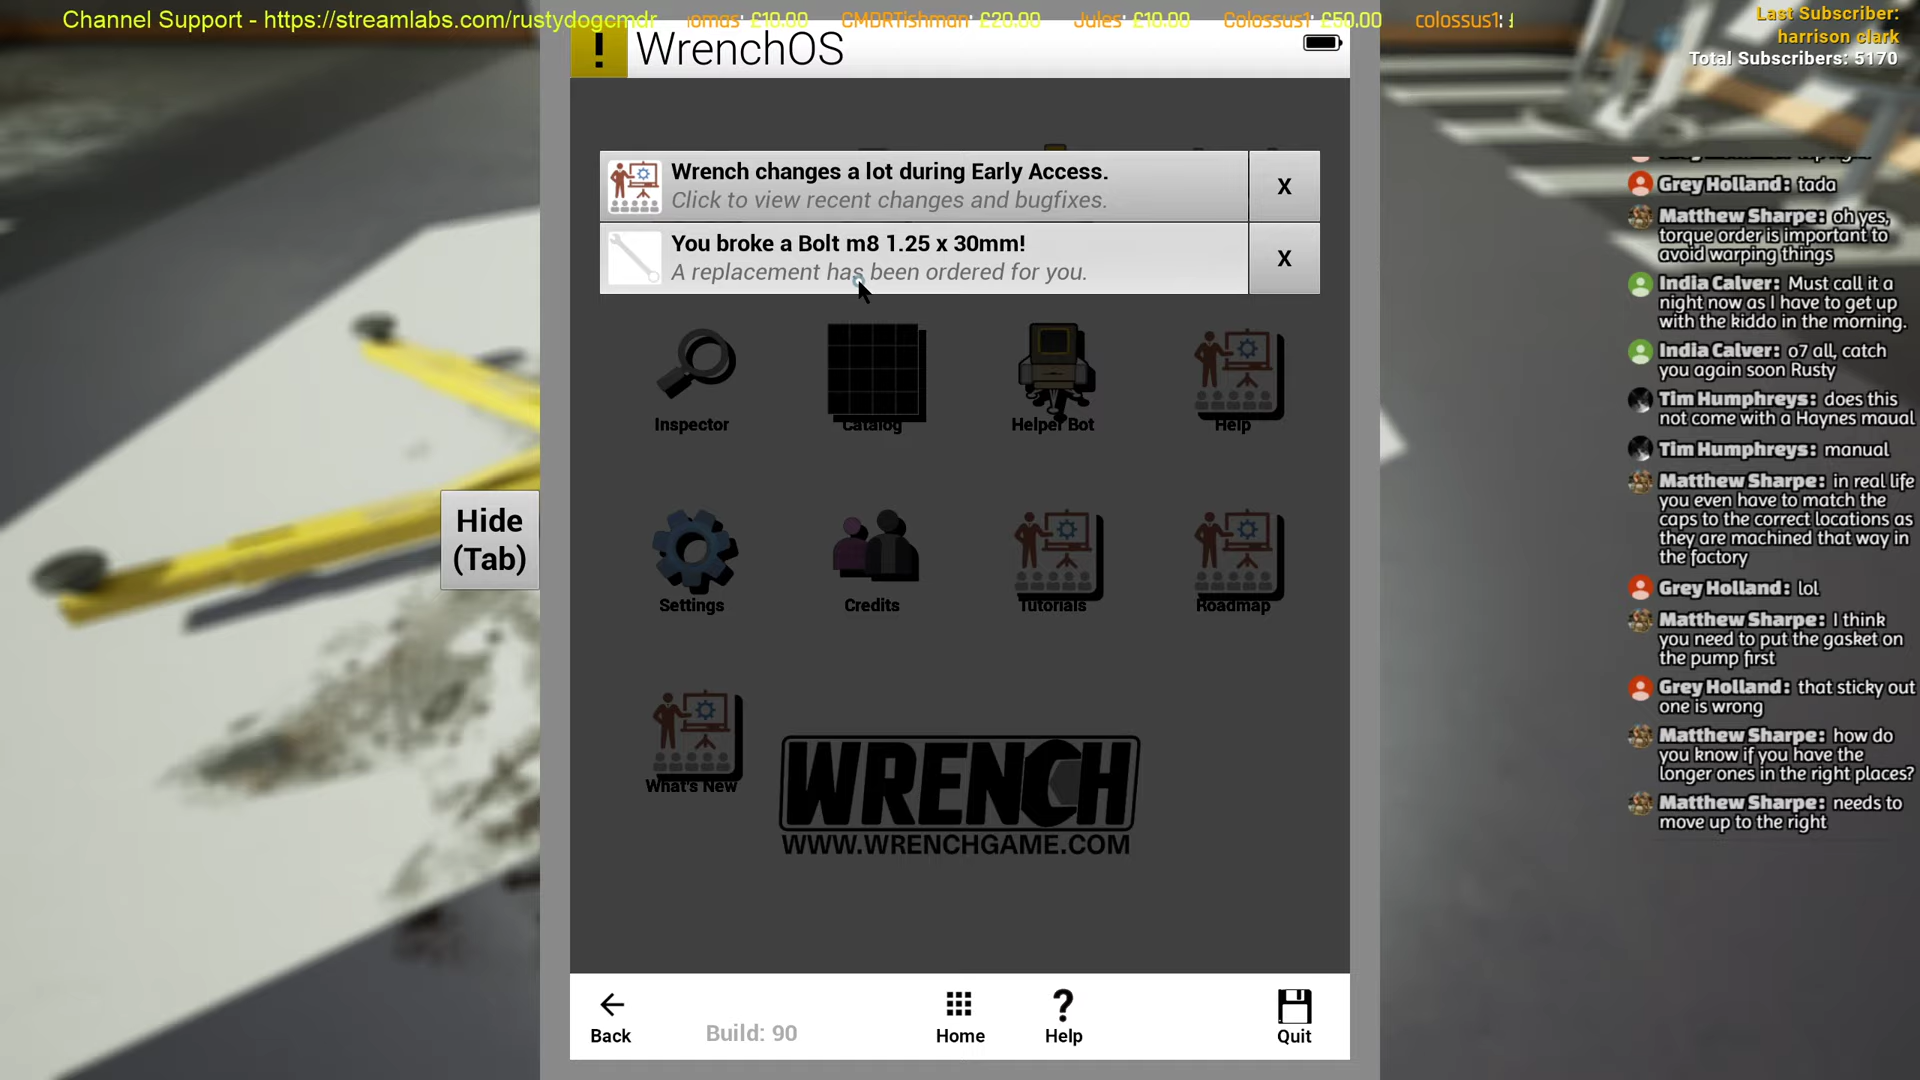 Channel Support - https://streamlabs.com/rustydogcmdr
omas: £10.00 CMDRTishman: £20.00 Jules: £10.00 Colossus1: £50.00 colossus1:
Last Subscriber:
harrison clark
Total Subscribers: 5170
! WrenchOS
Wrench changes a lot during Early Access.
Click to view recent changes and bugfixes.
X
You broke a Bolt m8 1.25 x 30mm!
A replacement has been ordered for you.
X
Inspector
Catalog
Helper Bot
Help
Hide
(Tab)
Settings
Credits
Tutorials
Roadmap
What's New
WRENCH
WWW.WRENCHGAME.COM
Back
Build: 90
Home
Help
Quit
Grey Holland: tada
Matthew Sharpe: oh yes,
torque order is important to
avoid warping things
India Calver: Must call it a
night now as I have to get up
with the kiddo in the morning.
India Calver: o7 all, catch
you again soon Rusty
Tim Humphreys: does this
not come with a Haynes maual
Tim Humphreys: manual
Matthew Sharpe: in real life
you even have to match the
caps to the correct locations as
they are machined that way in
the factory
Grey Holland: lol
Matthew Sharpe: I think
you need to put the gasket on
the pump first
Grey Holland: that sticky out
one is wrong
Matthew Sharpe: how do
you know if you have the
longer ones in the right places?
Matthew Sharpe: needs to
move up to the right